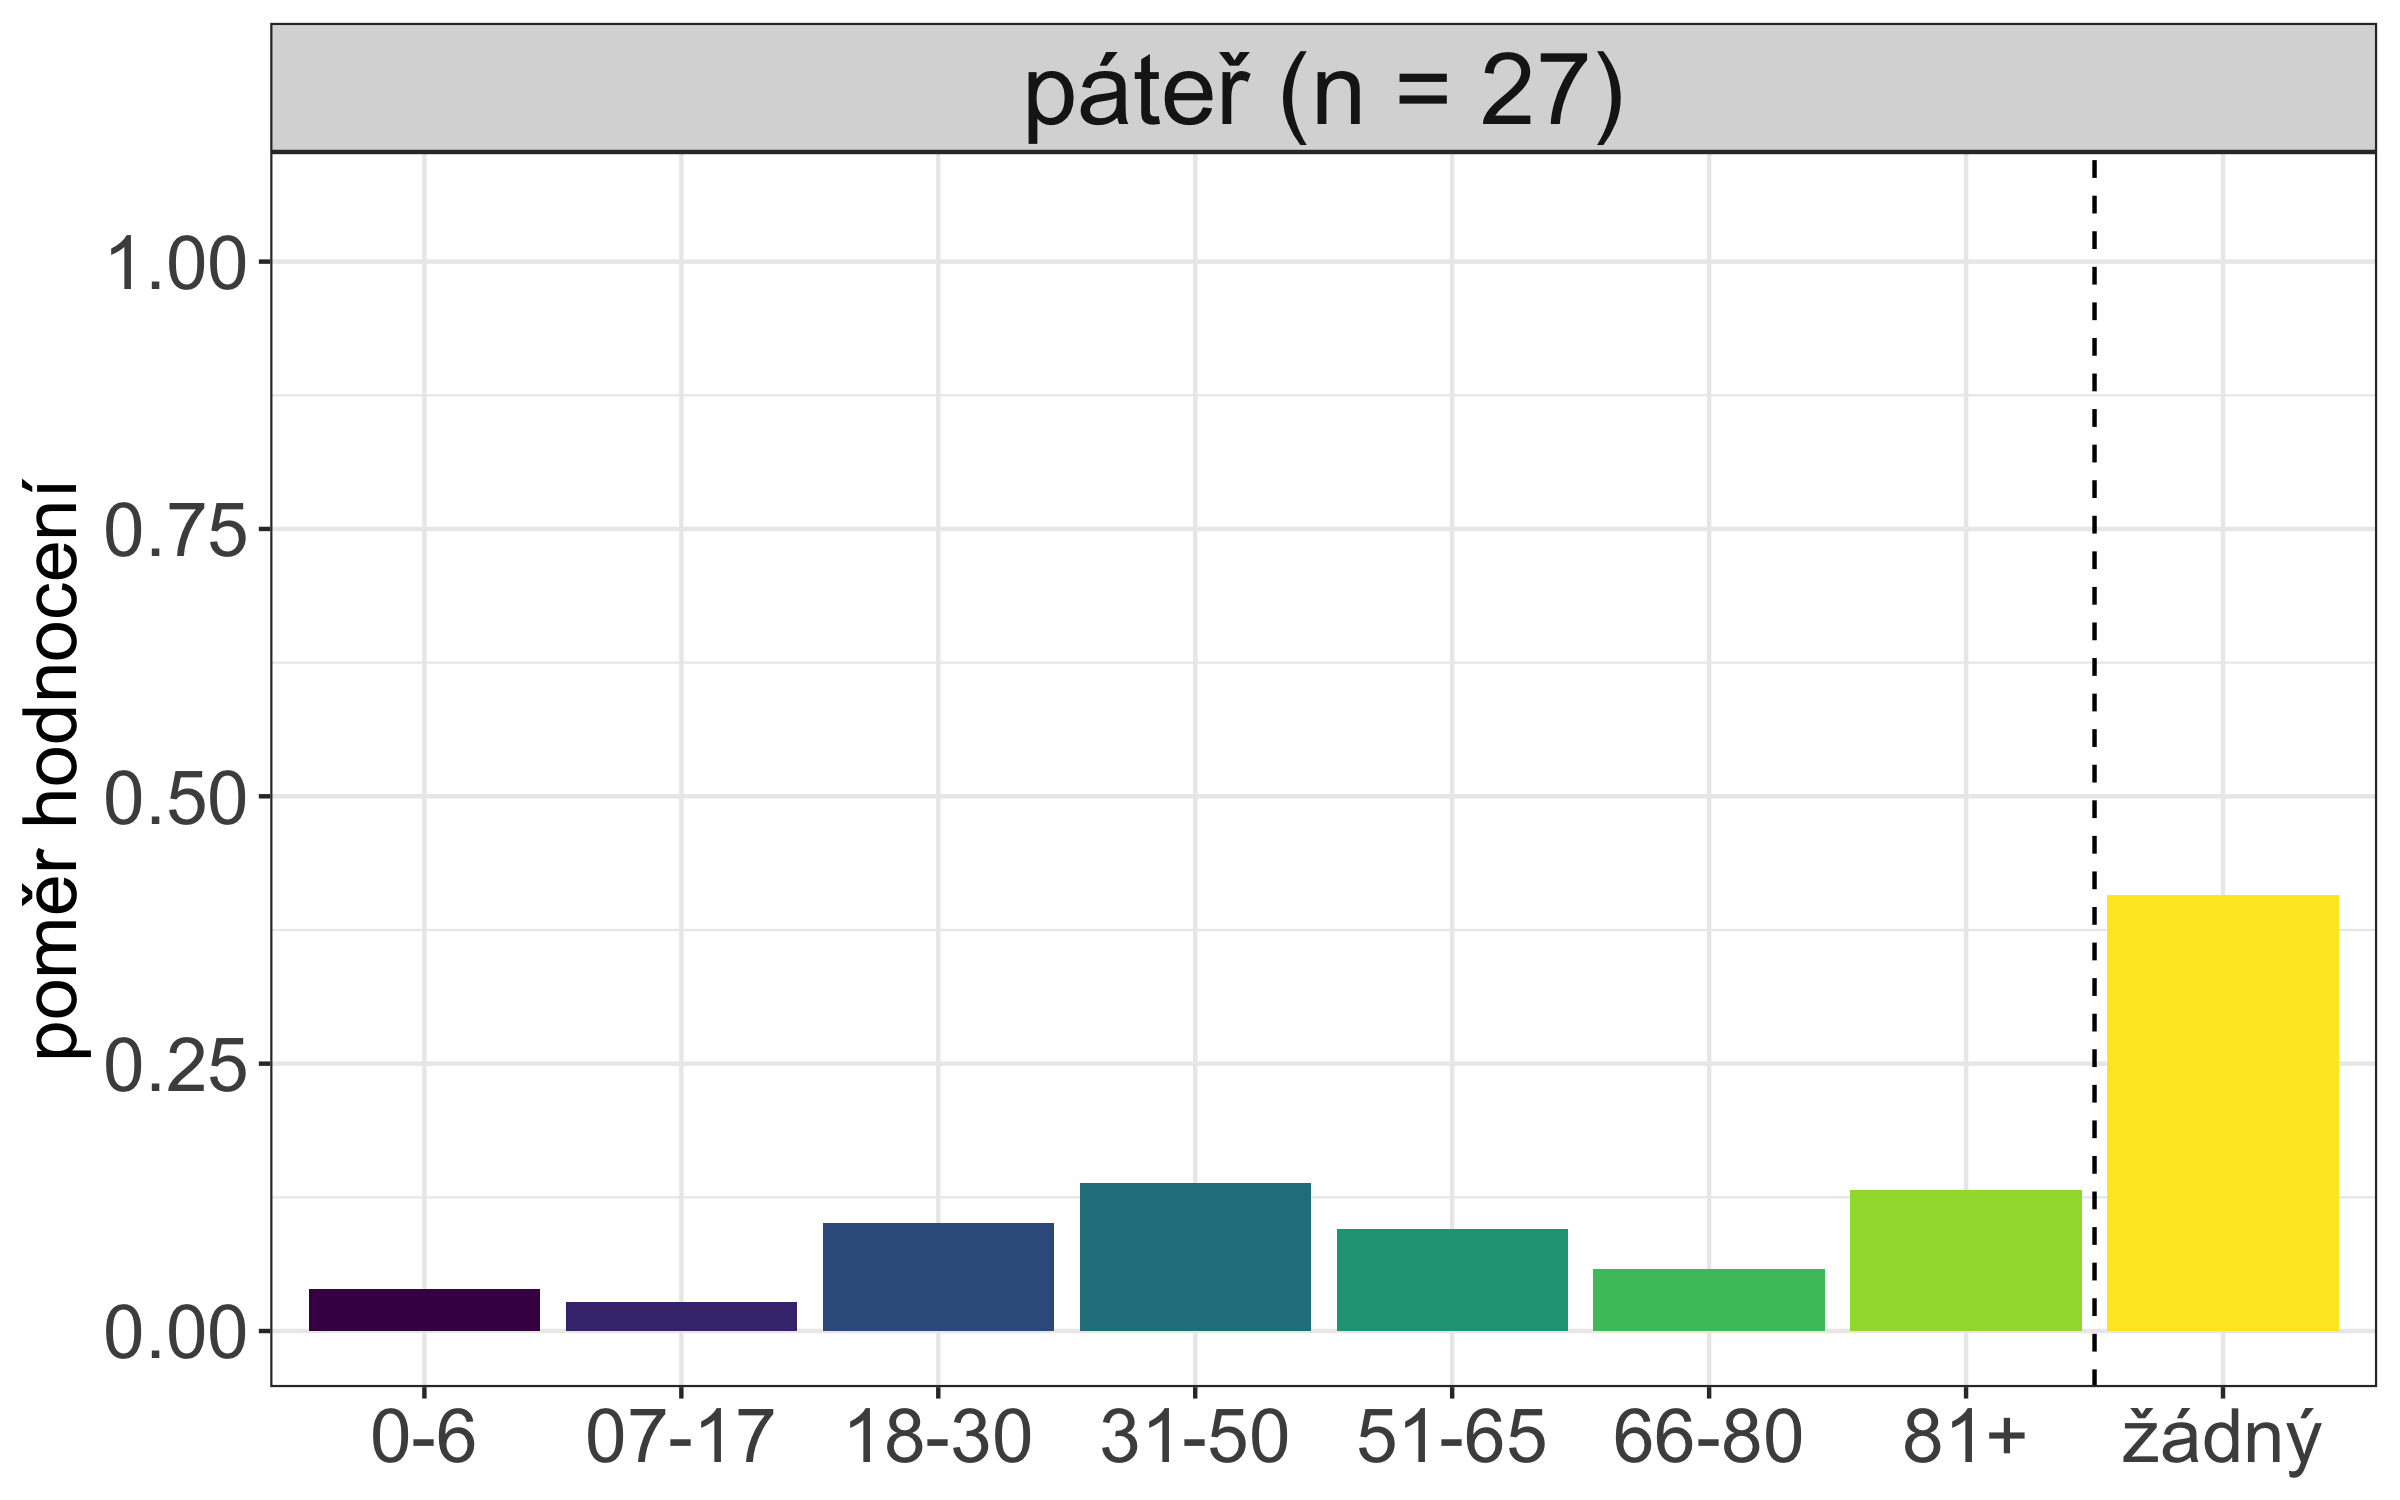 páteř (n = 27)
poměr hodnocení
1.00
0.75
0.50
0.25
0.00
0-6 07-17 18-30 31-50 51-65 66-80 81+ žádný